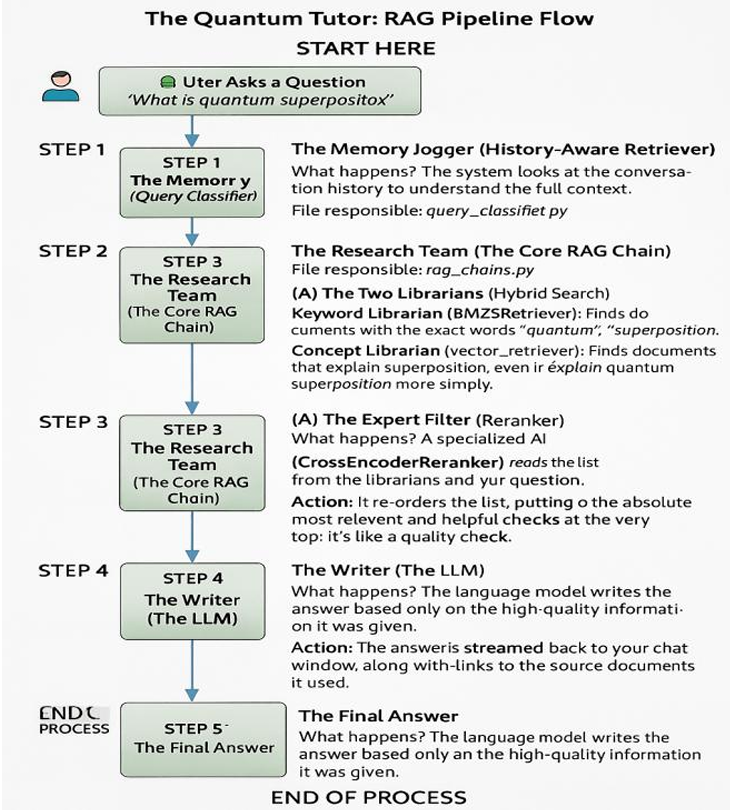 The Quantum Tutor: RAG Pipeline Flow
START HERE
Uter Asks a Question
‘What is quantum superpositox”
STEP 1
STEP 1
The Memorr y
(Query Classifier)
The Memory Jogger (History-Aware Retriever)
What happens? The system looks at the conversa-
tion history to understand the full context.
File responsible: query_classifiet py
STEP 2
STEP 3
The Research
Team
(The Core RAG
Chain)
The Research Team (The Core RAG Chain)
File responsible: rag_chains.py
(A) The Two Librarians (Hybrid Search)
Keyword Librarian (BMZSRetriever): Finds do
cuments with the exact words “quantum”, “superposition.
Concept Librarian (vector_retriever): Finds documents
that explain superposition, even ir éxplain quantum
superposition more simply.
STEP 3
STEP 3
The Research
Team
(The Core RAG
Chain)
(A) The Expert Filter (Reranker)
What happens? A specialized AI
(CrossEncoderReranker) reads the list
from the librarians and yur question.
Action: It re-orders the list, putting o the absolute
most relevent and helpful checks at the very
top: it’s like a quality check.
STEP 4
STEP 4
The Writer
(The LLM)
The Writer (The LLM)
What happens? The language model writes the
answer based only on the high-quality informati-
on it was given.
Action: The answeris streamed back to your chat
window, along with-links to the source documents
it used.
PROCESS
STEP 5
The Final Answer
The Final Answer
What happens? The language model writes the
answer based only an the high-quality information
it was given.
END OF PROCESS